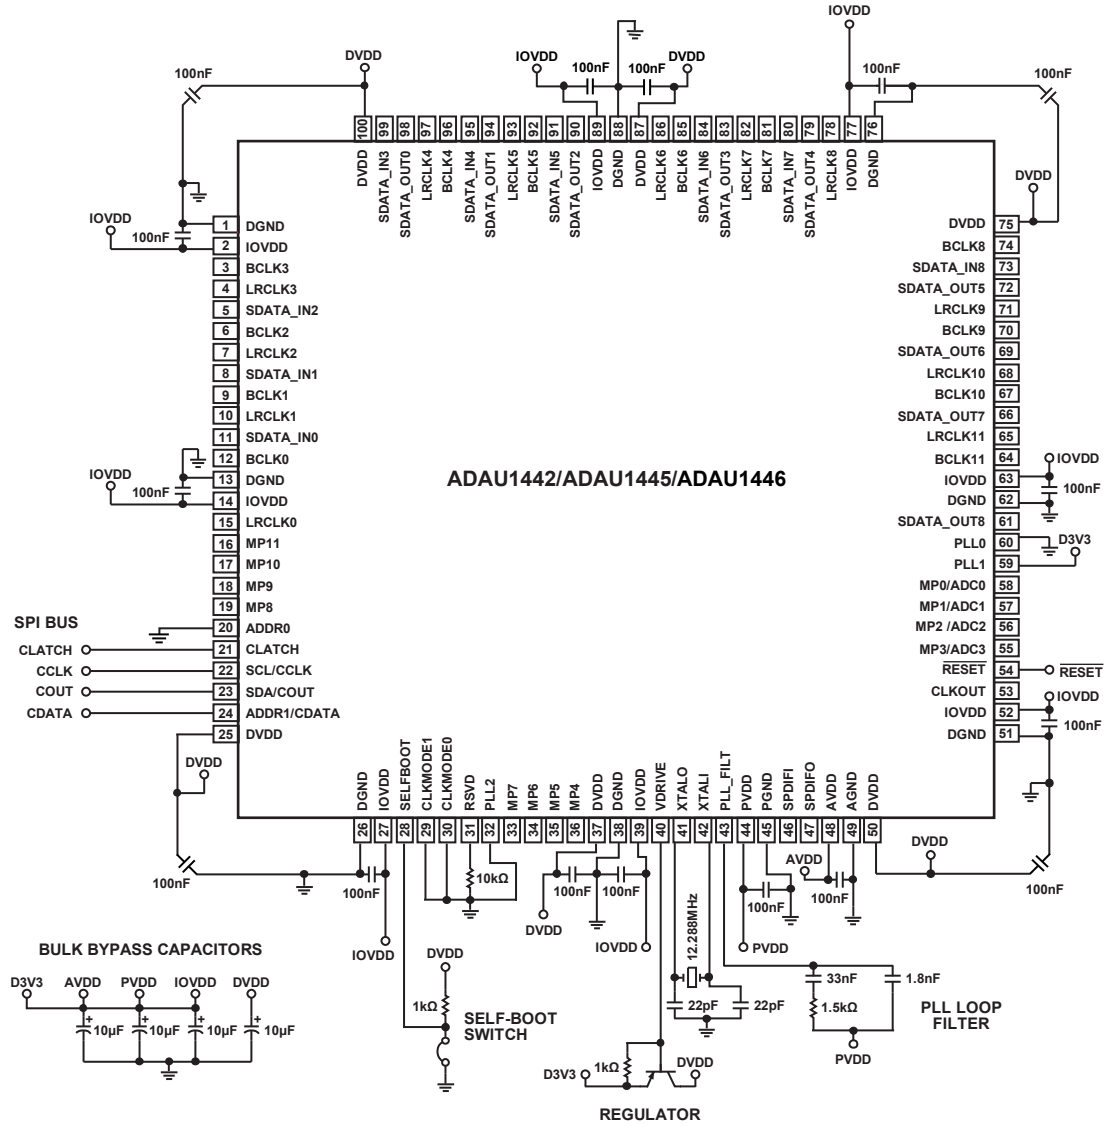 IOVDD
DVDD
IOVDD
DVDD
100nF
100nF
100nF
100nF
100nF
100 99 98 97 96 95 94 93 92 91 90 89 88 87 86 85 84 83 82 81 80 79 78 77 76
DVDD
SDATA_IN3
SDATA_OUT0
LRCLK4
BCLK4
SDATA_IN4
SDATA_OUT1
LRCLK5
BCLK5
SDATA_IN5
SDATA_OUT2
IOVDD
DGND
DVDD
LRCLK6
BCLK6
SDATA_IN6
SDATA_OUT3
LRCLK7
BCLK7
SDATA_IN7
SDATA_OUT4
LRCLK8
IOVDD
DGND
IOVDD
100nF
1 DGND
2 IOVDD
3 BCLK3
4 LRCLK3
5 SDATA_IN2
6 BCLK2
7 LRCLK2
8 SDATA_IN1
9 BCLK1
10 LRCLK1
11 SDATA_IN0
12 BCLK0
IOVDD
100nF
13 DGND
14 IOVDD
15 LRCLK0
16 MP11
17 MP10
18 MP9
19 MP8
20 ADDR0
SPI BUS
CLATCH 21 CLATCH
CCLK 22 SCL/CCLK
COUT 23 SDA/COUT
CDATA 24 ADDR1/CDATA
25 DVDD
DVDD
100nF
ADAU1442/ADAU1445/ADAU1446
DVDD
DVDD 75
BCLK8 74
SDATA_IN8 73
SDATA_OUT5 72
LRCLK9 71
BCLK9 70
SDATA_OUT6 69
LRCLK10 68
BCLK10 67
SDATA_OUT7 66
LRCLK11 65
BCLK11 64
IOVDD
IOVDD 63
100nF
DGND 62
SDATA_OUT8 61
PLL0 60
D3V3
PLL1 59
MP0/ADC0 58
MP1/ADC1 57
MP2 /ADC2 56
MP3/ADC3 55
RESET 54 RESET
CLKOUT 53
IOVDD
IOVDD 52
100nF
DGND 51
DGND
IOVDD
SELFBOOT
CLKMODE1
CLKMODE0
RSVD
PLL2
MP7
MP6
MP5
MP4
DVDD
DGND
IOVDD
VDRIVE
XTALO
XTALI
PLL_FILT
PVDD
PGND
SPDIFI
SPDIFO
AVDD
AGND
DVDD
26 27 28 29 30 31 32 33 34 35 36 37 38 39 40 41 42 43 44 45 46 47 48 49 50
100nF
IOVDD
10kΩ
DVDD
100nF
100nF
IOVDD
12.288MHz
22pF
22pF
100nF
PVDD
AVDD
100nF
DVDD
100nF
DVDD
1kΩ
SELF-BOOT
SWITCH
D3V3
1kΩ
DVDD
REGULATOR
33nF
1.8nF
1.5kΩ
PVDD
PLL LOOP
FILTER
BULK BYPASS CAPACITORS
D3V3 AVDD PVDD IOVDD DVDD
+ + + +
10µF 10µF 10µF 10µF